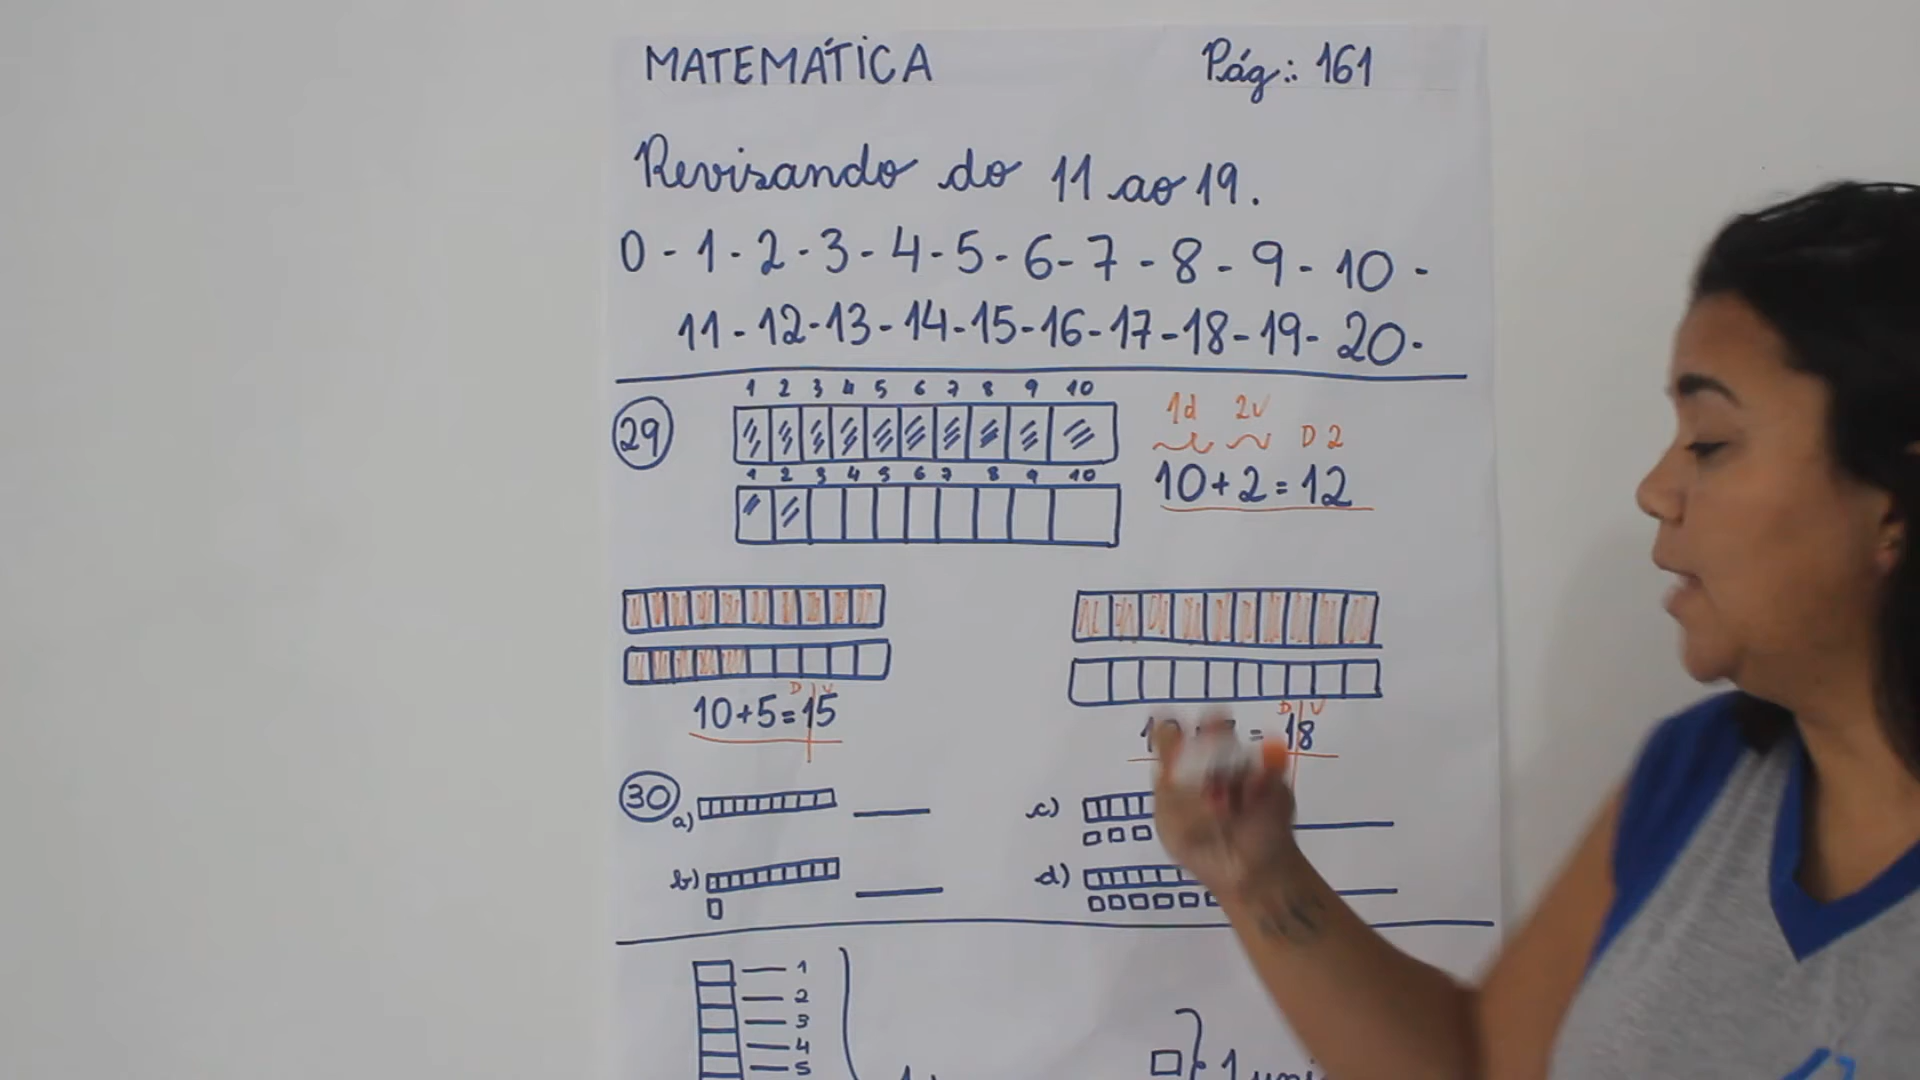 MATEMÁTICA
Pág.: 161
Revisando do 11 ao 19.
0 - 1 - 2 - 3 - 4 - 5 - 6 - 7 - 8 - 9 - 10 -
11 - 12 - 13 - 14 - 15 - 16 - 17 - 18 - 19 - 20 -
29
1 2 3 4 5 6 7 8 9 10
1 2 3 4 5 6 7 8 9 10
1d 2u
D 2
10+2=12
D U
10+5=15
D U
= 18
30
a)
b)
c)
d)
1
2
3
4
5
1